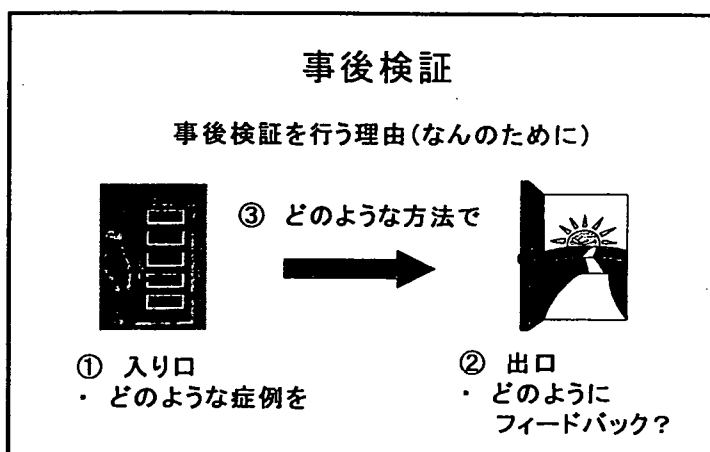 事後検証
事後検証を行う理由(なんのために)
③ どのような方法で
① 入り口
・ どのような症例を
② 出口
・ どのように
フィードバック？